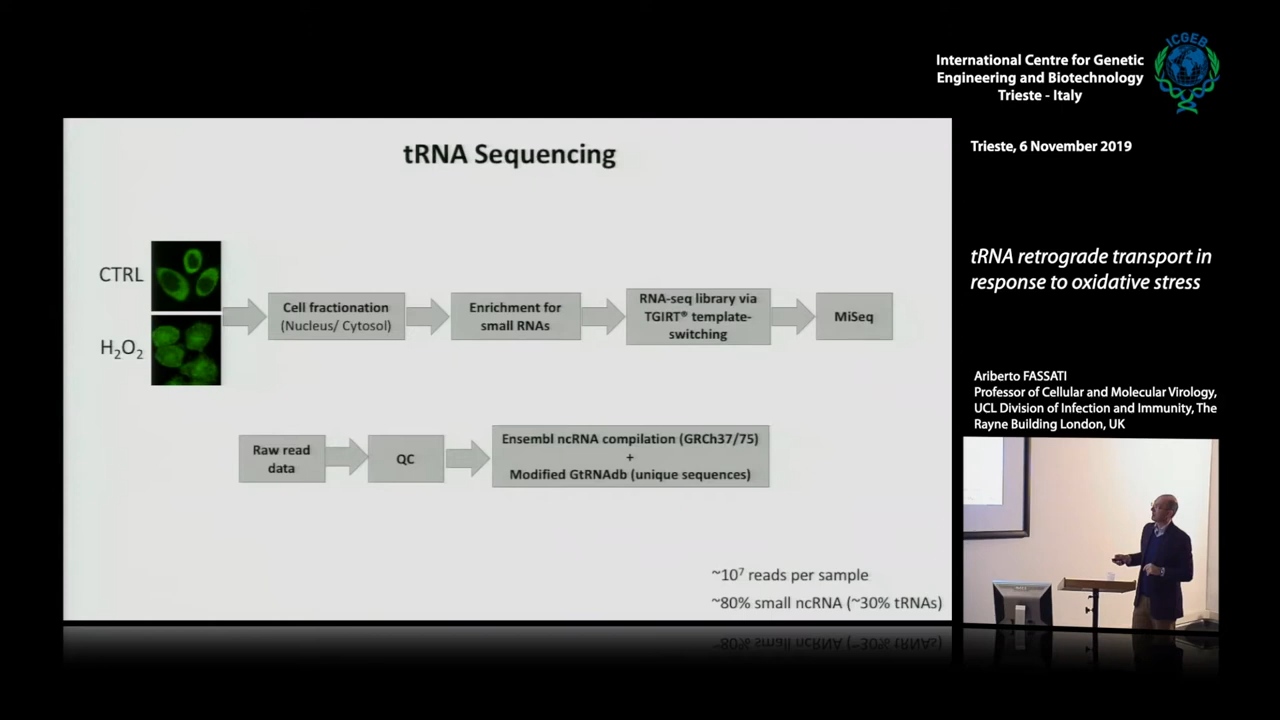 ICGEB
International Centre for Genetic
Engineering and Biotechnology
Trieste - Italy
Trieste, 6 November 2019
tRNA retrograde transport in
response to oxidative stress
Ariberto FASSATI
Professor of Cellular and Molecular Virology,
UCL Division of Infection and Immunity, The
Rayne Building London, UK
tRNA Sequencing
CTRL
H₂O₂
Cell fractionation
(Nucleus/ Cytosol)
Enrichment for
small RNAs
RNA-seq library via
TGIRT® template-
switching
MiSeq
Raw read
data
QC
Ensembl ncRNA compilation (GRCh37/75)
+
Modified GtRNAdb (unique sequences)
~10⁷ reads per sample
~80% small ncRNA (~30% tRNAs)